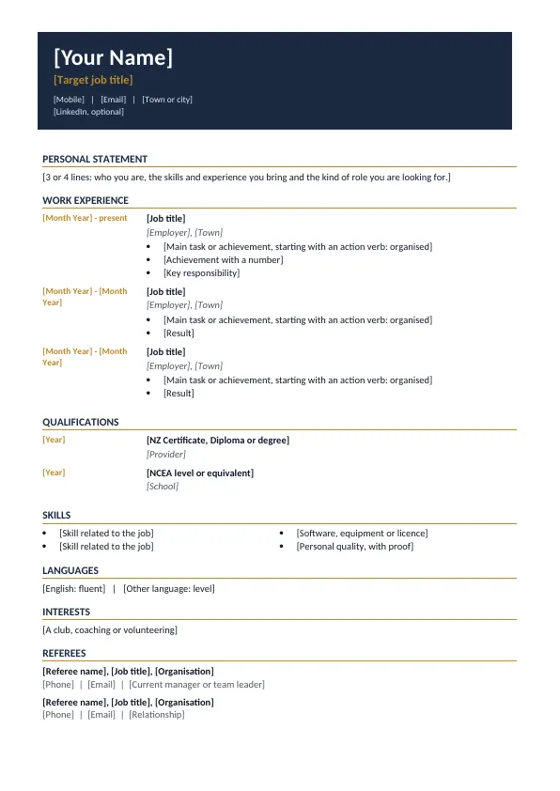 [Your Name]
[Target job title]
[Mobile] | [Email] | [Town or city]
[LinkedIn, optional]
PERSONAL STATEMENT
[3 or 4 lines: who you are, the skills and experience you bring and the kind of role you are looking for.]
WORK EXPERIENCE
[Month Year] - present
[Job title]
[Employer], [Town]
• [Main task or achievement, starting with an action verb: organised]
• [Achievement with a number]
• [Key responsibility]
[Month Year] - [Month
Year]
[Job title]
[Employer], [Town]
• [Main task or achievement, starting with an action verb: organised]
• [Result]
[Month Year] - [Month
Year]
[Job title]
[Employer], [Town]
• [Main task or achievement, starting with an action verb: organised]
• [Result]
QUALIFICATIONS
[Year]
[NZ Certificate, Diploma or degree]
[Provider]
[Year]
[NCEA level or equivalent]
[School]
SKILLS
• [Skill related to the job]
• [Skill related to the job]
• [Software, equipment or licence]
• [Personal quality, with proof]
LANGUAGES
[English: fluent] | [Other language: level]
INTERESTS
[A club, coaching or volunteering]
REFEREES
[Referee name], [Job title], [Organisation]
[Phone] | [Email] | [Current manager or team leader]
[Referee name], [Job title], [Organisation]
[Phone] | [Email] | [Relationship]